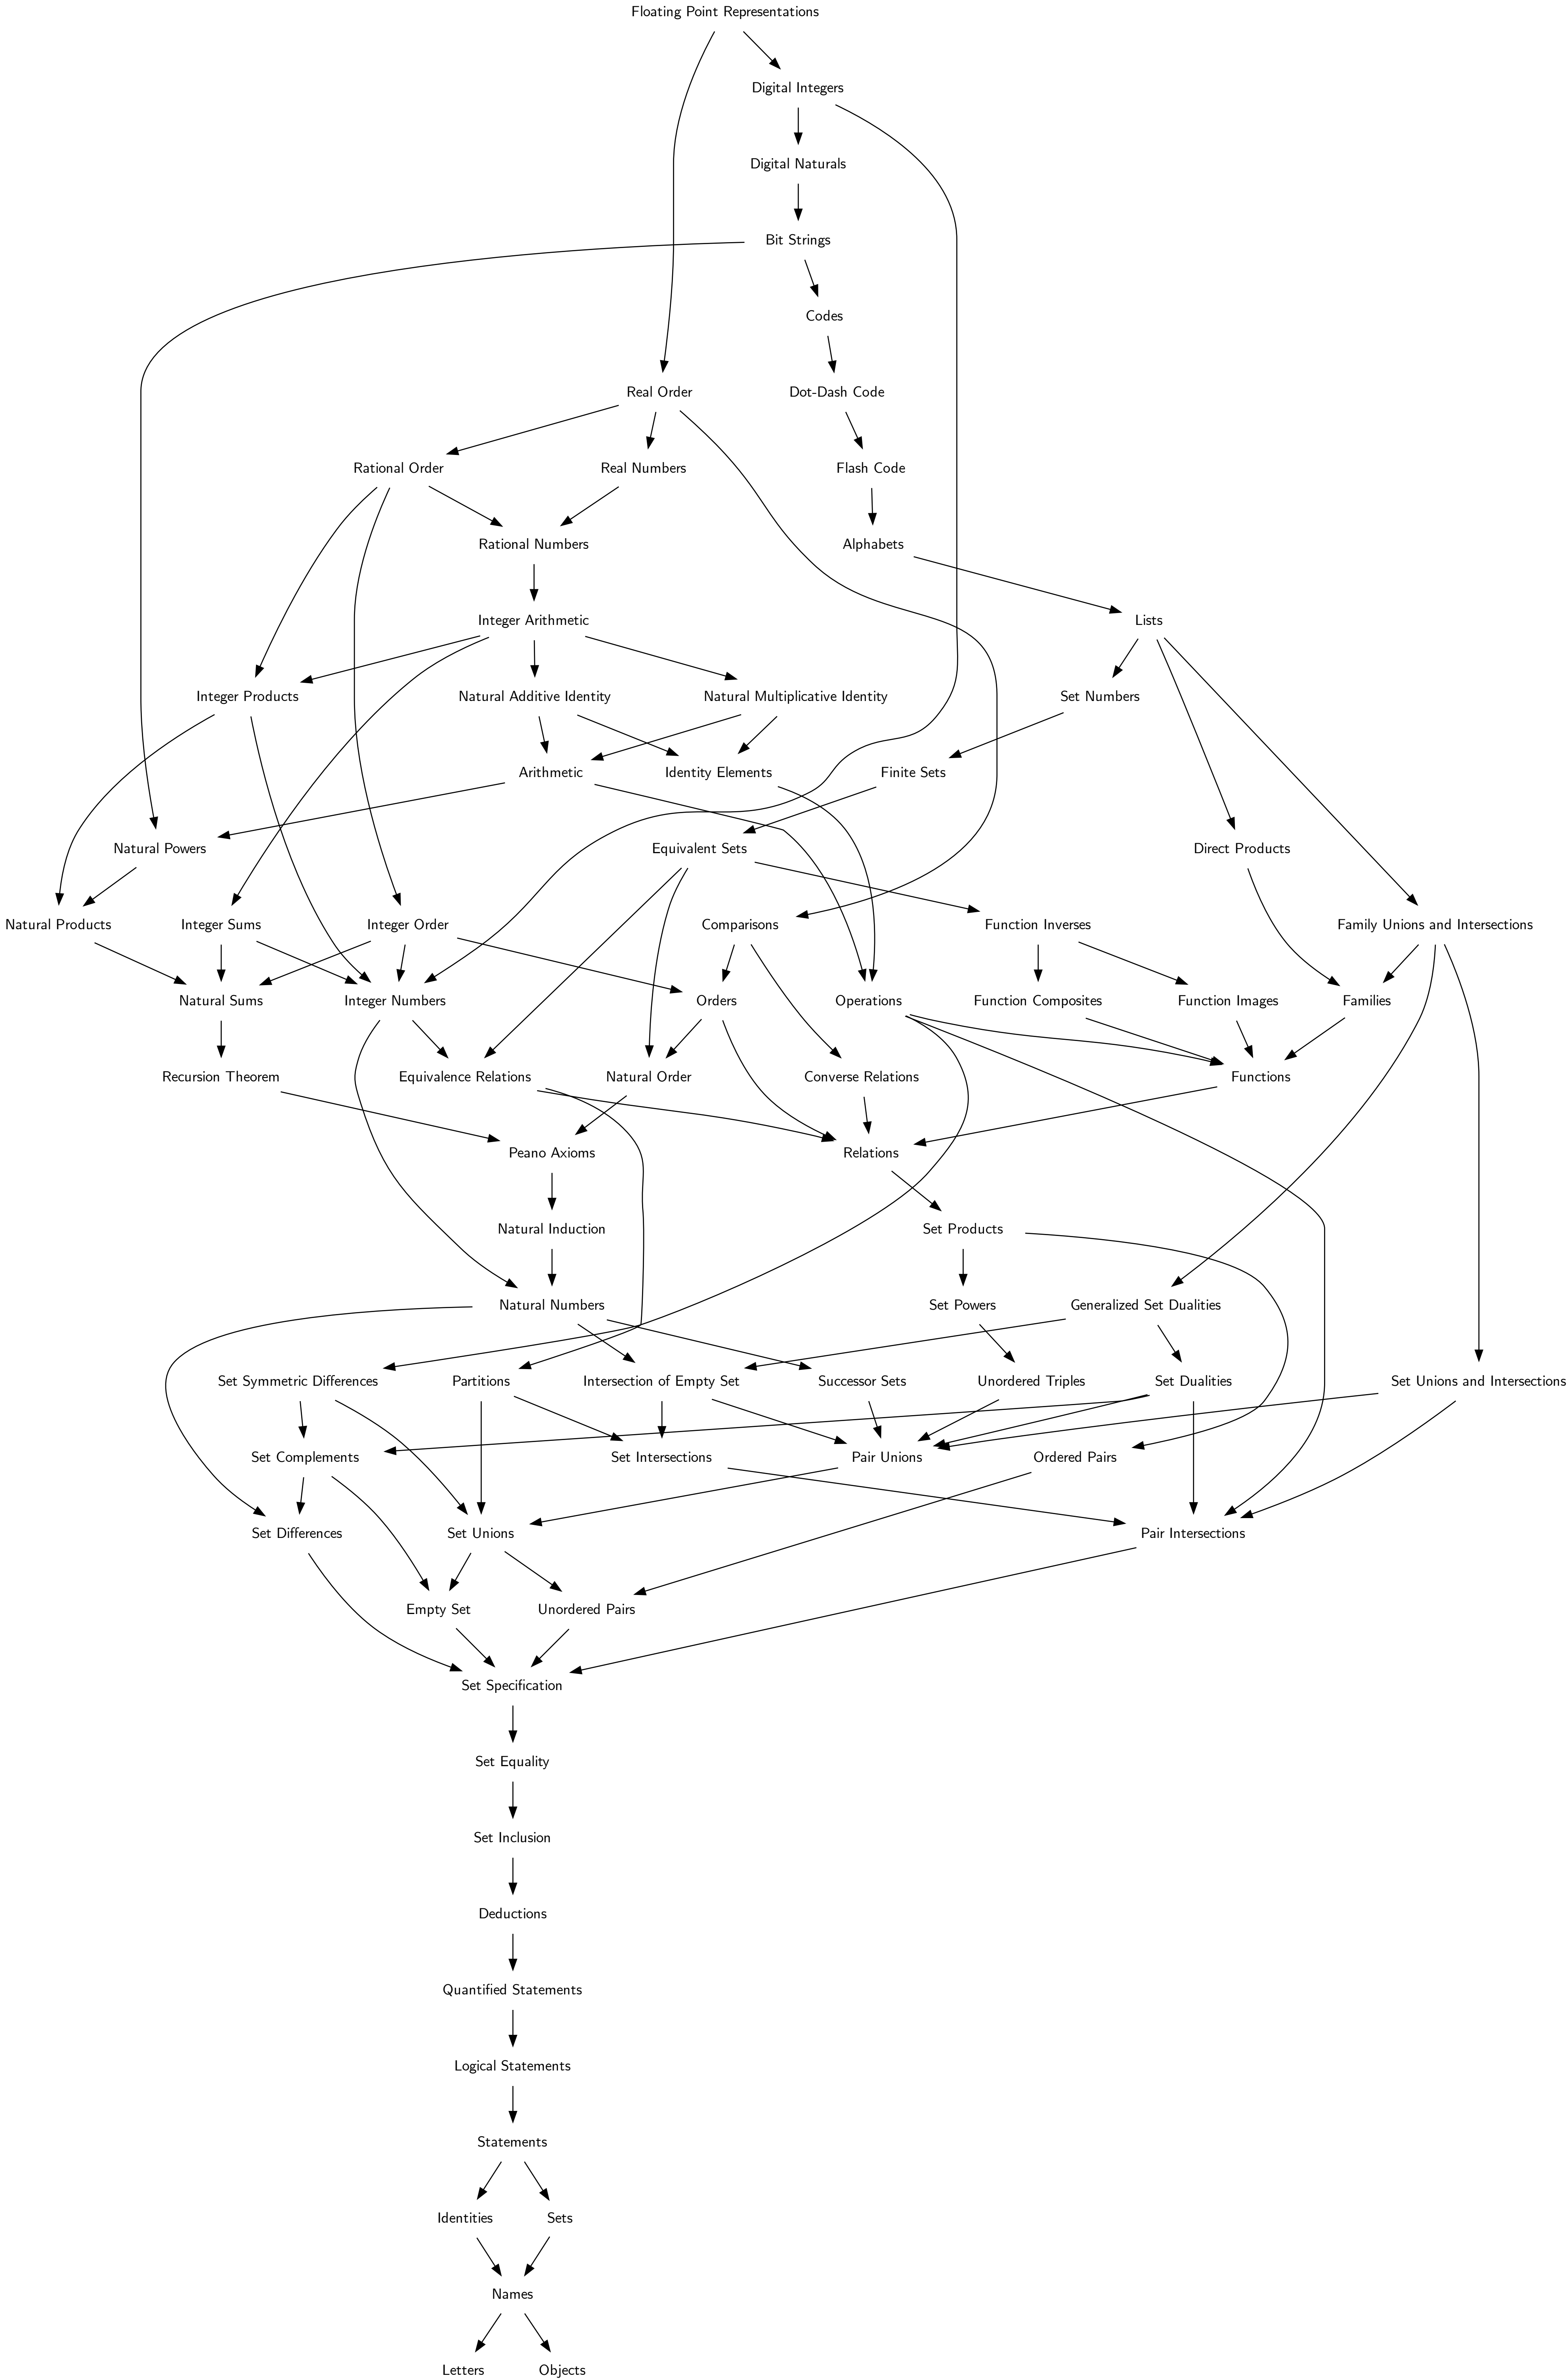 Floating Point Representations
Digital Integers
Digital Naturals
Bit Strings
Codes
Real Order
Dot-Dash Code
Rational Order
Real Numbers
Flash Code
Rational Numbers
Alphabets
Integer Arithmetic
Lists
Integer Products
Natural Additive Identity
Natural Multiplicative Identity
Set Numbers
Arithmetic
Identity Elements
Finite Sets
Natural Powers
Equivalent Sets
Direct Products
Natural Products
Integer Sums
Integer Order
Comparisons
Function Inverses
Family Unions and Intersections
Natural Sums
Integer Numbers
Orders
Operations
Function Composites
Function Images
Families
Recursion Theorem
Equivalence Relations
Natural Order
Converse Relations
Functions
Peano Axioms
Relations
Natural Induction
Set Products
Natural Numbers
Set Powers
Generalized Set Dualities
Set Symmetric Differences
Partitions
Intersection of Empty Set
Successor Sets
Unordered Triples
Set Dualities
Set Unions and Intersections
Set Complements
Set Intersections
Pair Unions
Ordered Pairs
Set Differences
Set Unions
Pair Intersections
Empty Set
Unordered Pairs
Set Specification
Set Equality
Set Inclusion
Deductions
Quantified Statements
Logical Statements
Statements
Identities
Sets
Names
Letters
Objects